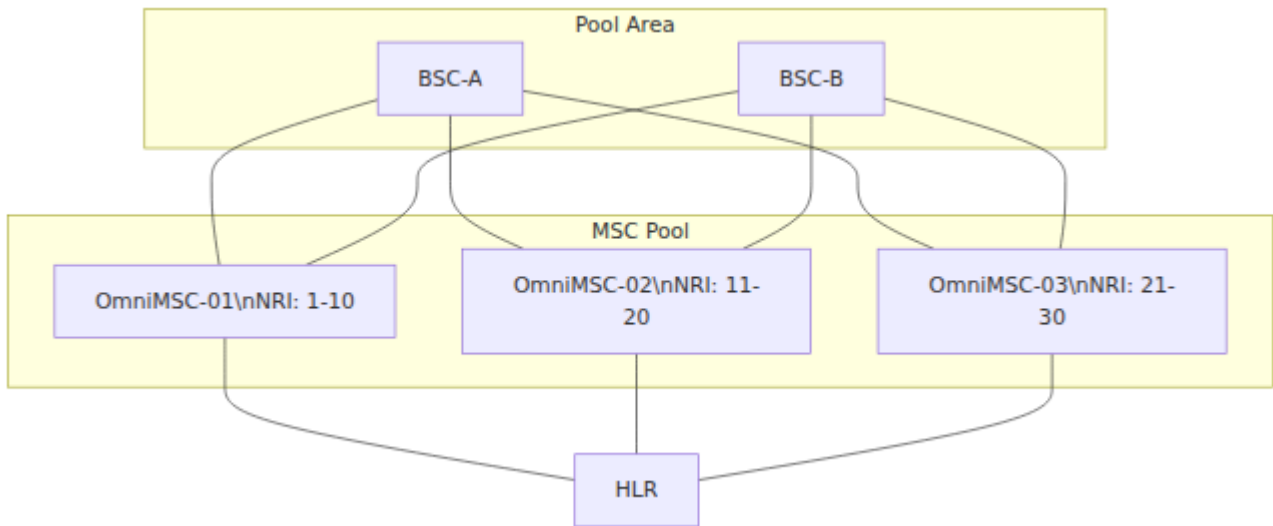 Pool Area
BSC-A
BSC-B
MSC Pool
OmniMSC-01\nNRI: 1-10
OmniMSC-02\nNRI: 11-
20
OmniMSC-03\nNRI: 21-
30
HLR